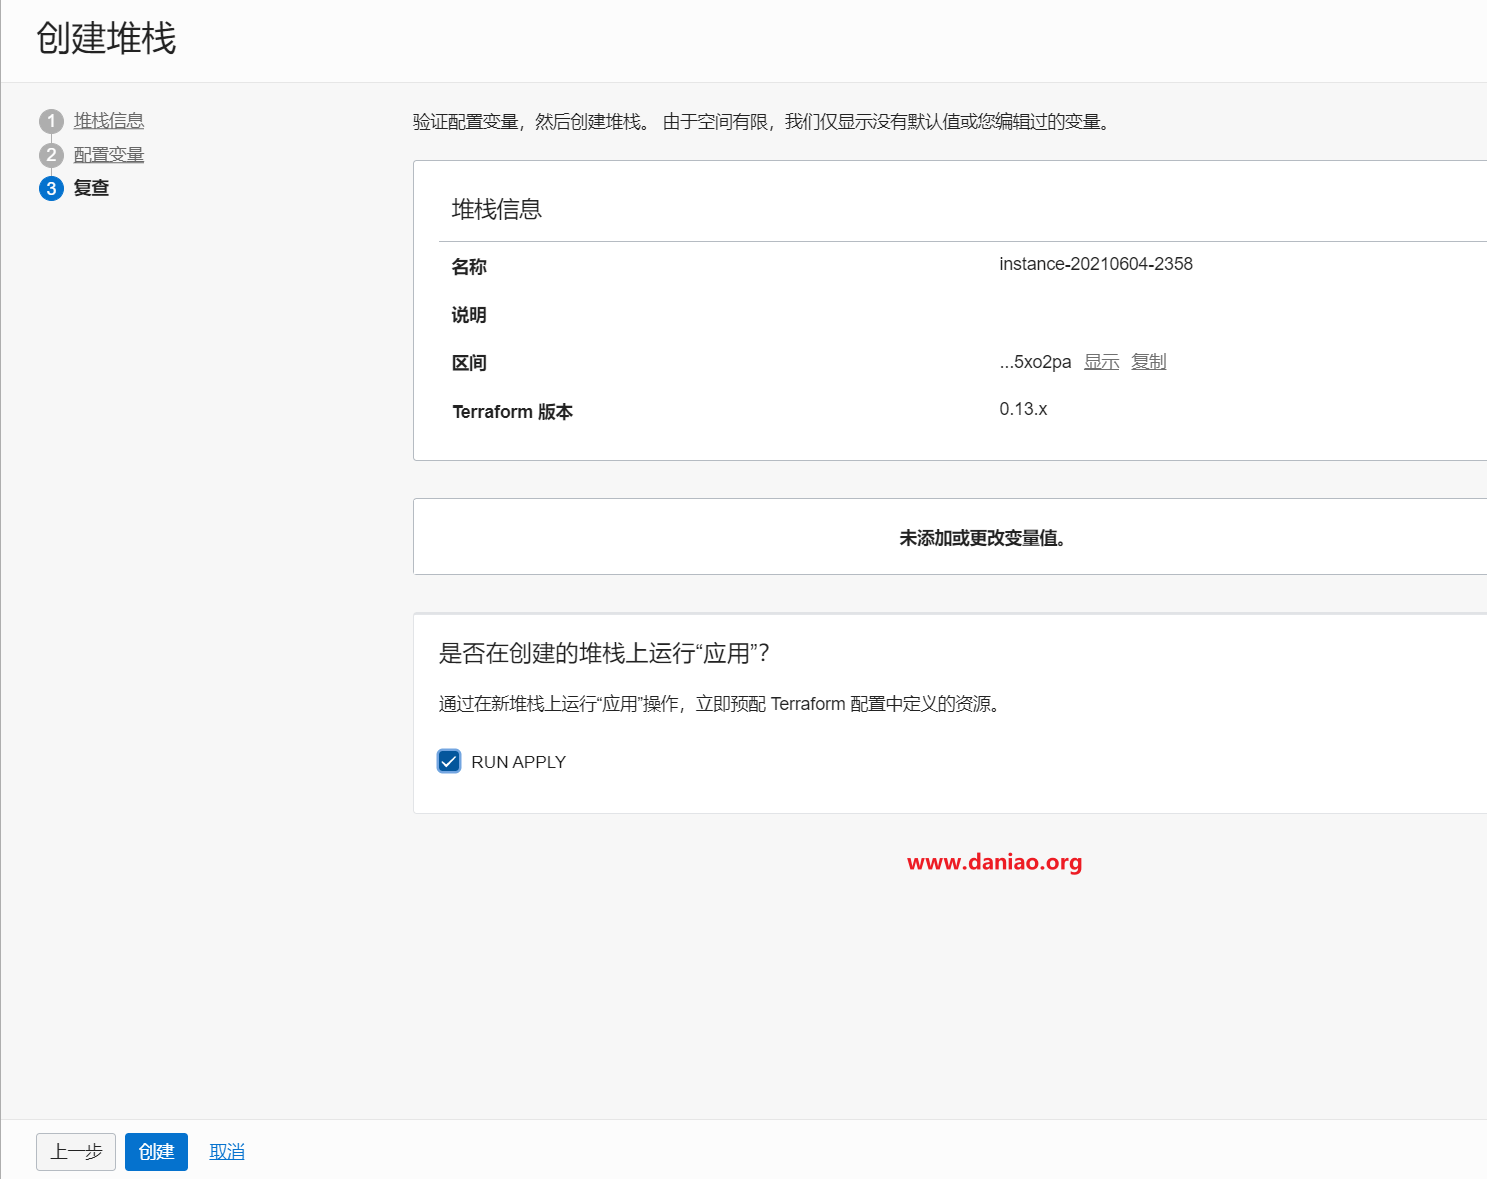 创建堆栈
1 堆栈信息
2 配置变量
3 复查
验证配置变量，然后创建堆栈。 由于空间有限，我们仅显示没有默认值或您编辑过的变量。
堆栈信息
名称 instance-20210604-2358
说明
区间 ...5xo2pa 显示 复制
Terraform 版本 0.13.x
未添加或更改变量值。
是否在创建的堆栈上运行“应用”？
通过在新堆栈上运行“应用”操作，立即预配 Terraform 配置中定义的资源。
RUN APPLY
www.daniao.org
上一步 创建 取消